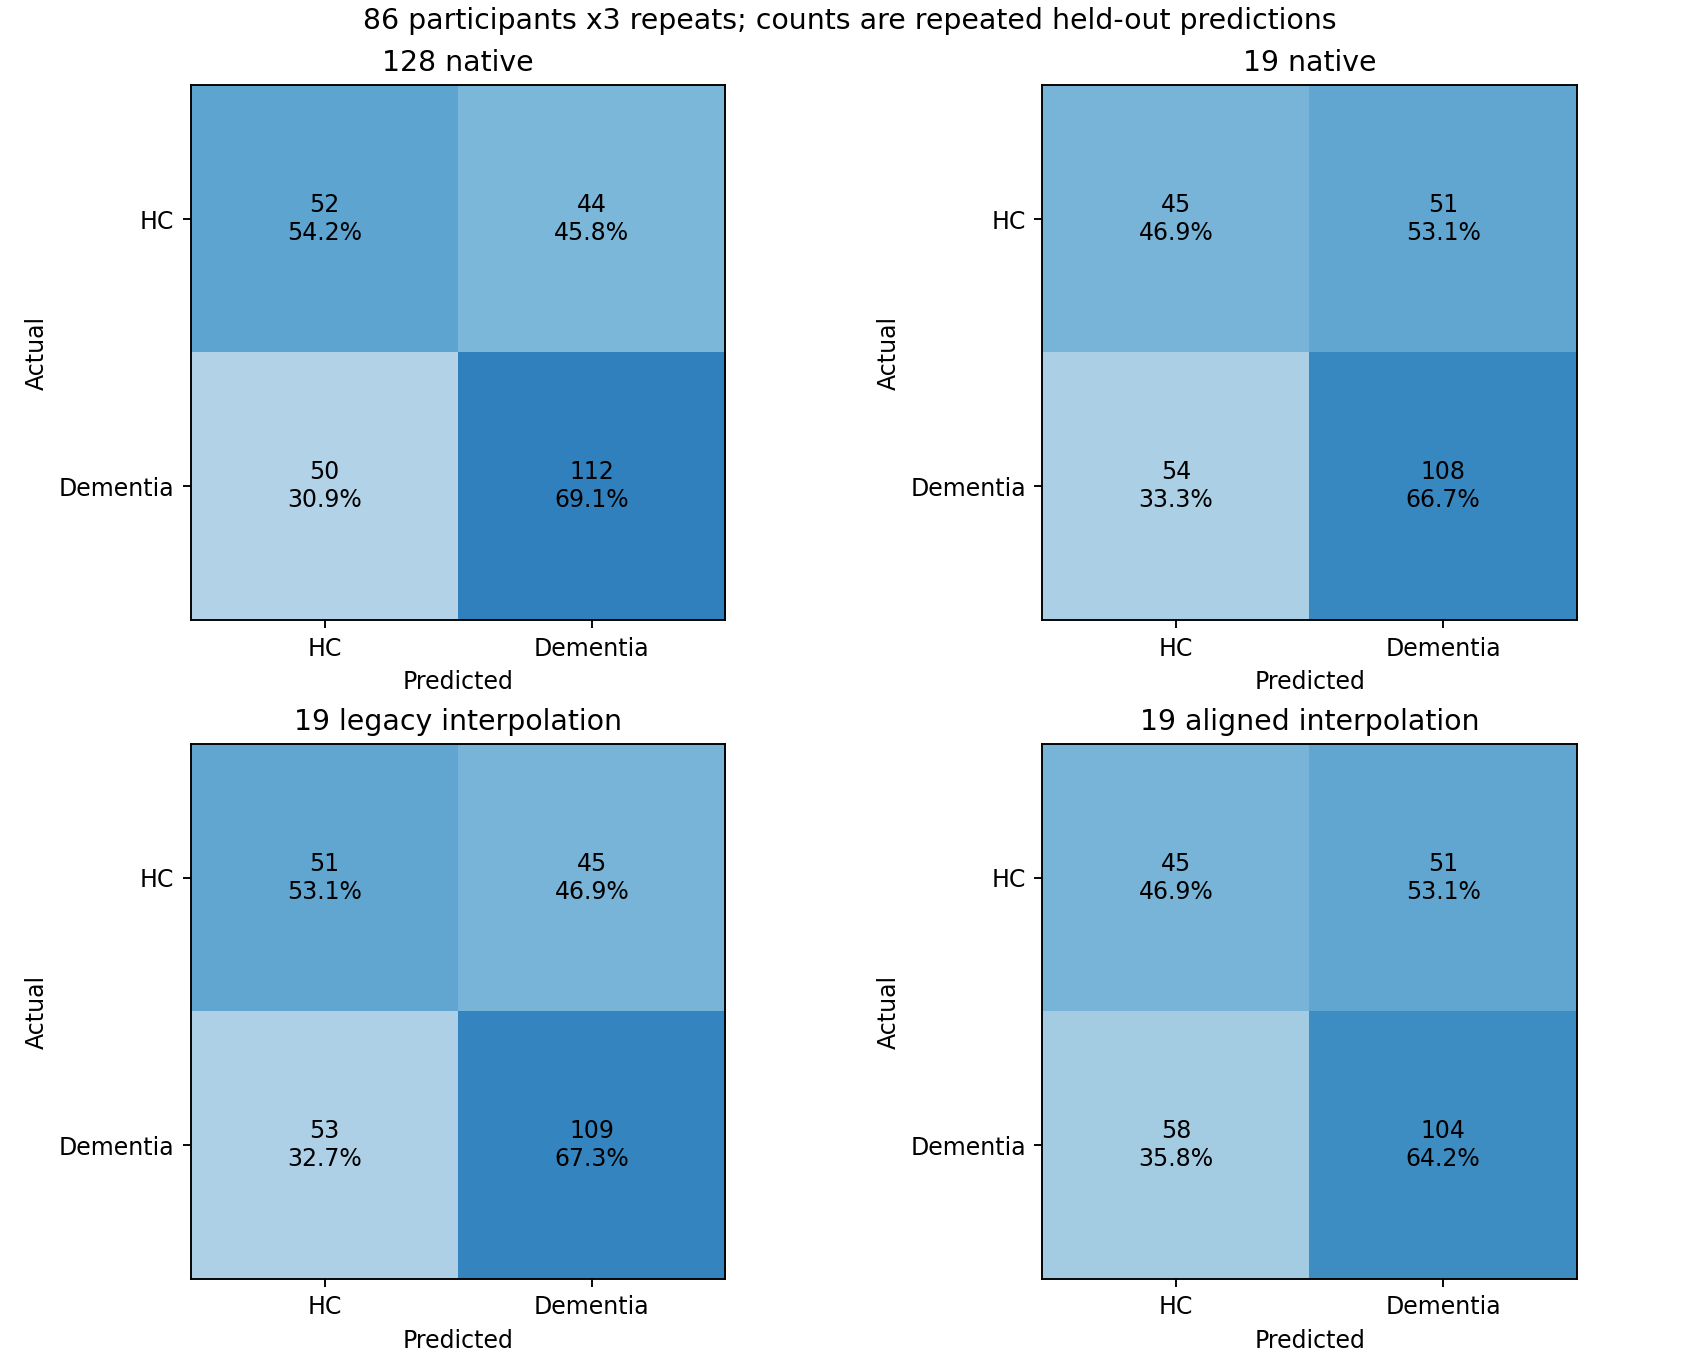 86 participants x3 repeats; counts are repeated held-out predictions
128 native
Actual
HC
52
54.2%
44
45.8%
Dementia
50
30.9%
112
69.1%
HC
Dementia
Predicted
19 native
Actual
HC
45
46.9%
51
53.1%
Dementia
54
33.3%
108
66.7%
HC
Dementia
Predicted
19 legacy interpolation
Actual
HC
51
53.1%
45
46.9%
Dementia
53
32.7%
109
67.3%
HC
Dementia
Predicted
19 aligned interpolation
Actual
HC
45
46.9%
51
53.1%
Dementia
58
35.8%
104
64.2%
HC
Dementia
Predicted